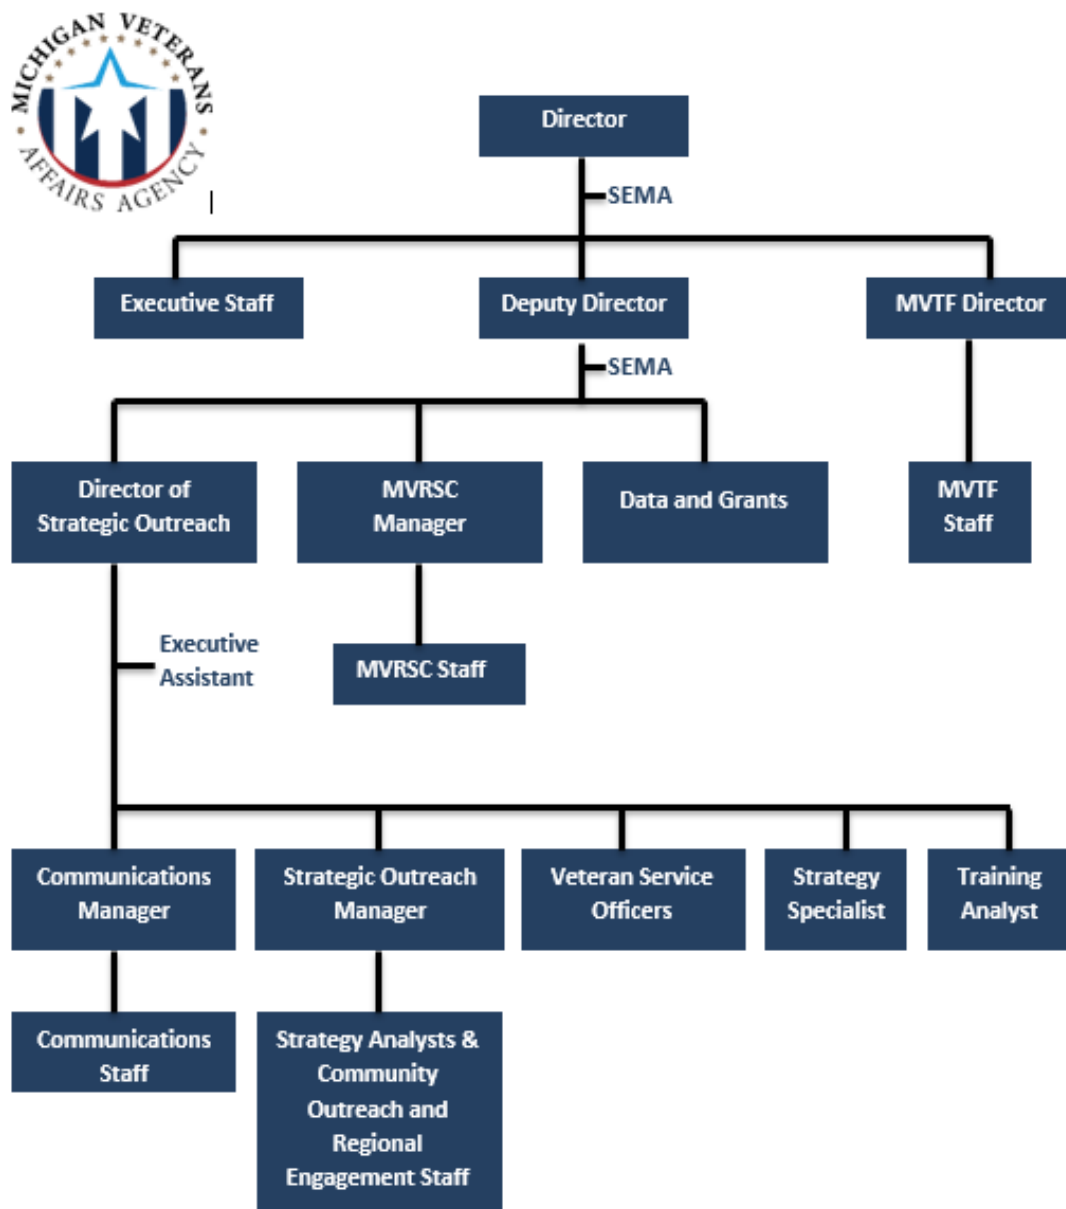 MICHIGAN VETERANS
AFFAIRS AGENCY
Director
SEMA
Executive Staff
Deputy Director
MVTF Director
SEMA
Director of
Strategic Outreach
MVRSC
Manager
Data and Grants
MVTF
Staff
Executive
Assistant
MVRSC Staff
Communications
Manager
Strategic Outreach
Manager
Veteran Service
Officers
Strategy
Specialist
Training
Analyst
Communications
Staff
Strategy Analysts &
Community
Outreach and
Regional
Engagement Staff